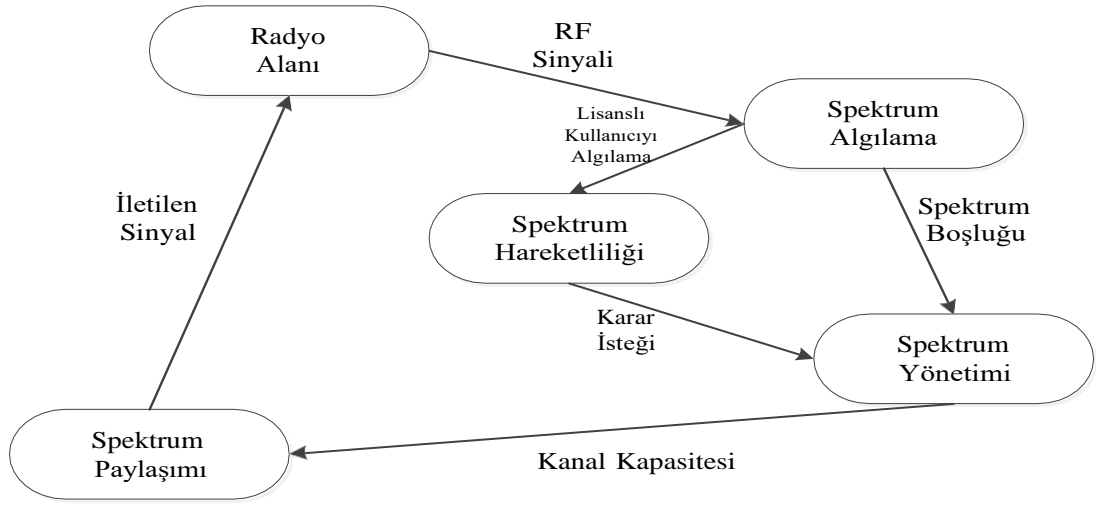 Radyo
Alanı
RF
Sinyali
Spektrum
Algılama
Lisanslı
Kullanıcıyı
Algılama
İletilen
Sinyal
Spektrum
Hareketliliği
Spektrum
Boşluğu
Karar
İsteği
Spektrum
Yönetimi
Spektrum
Paylaşımı
Kanal Kapasitesi